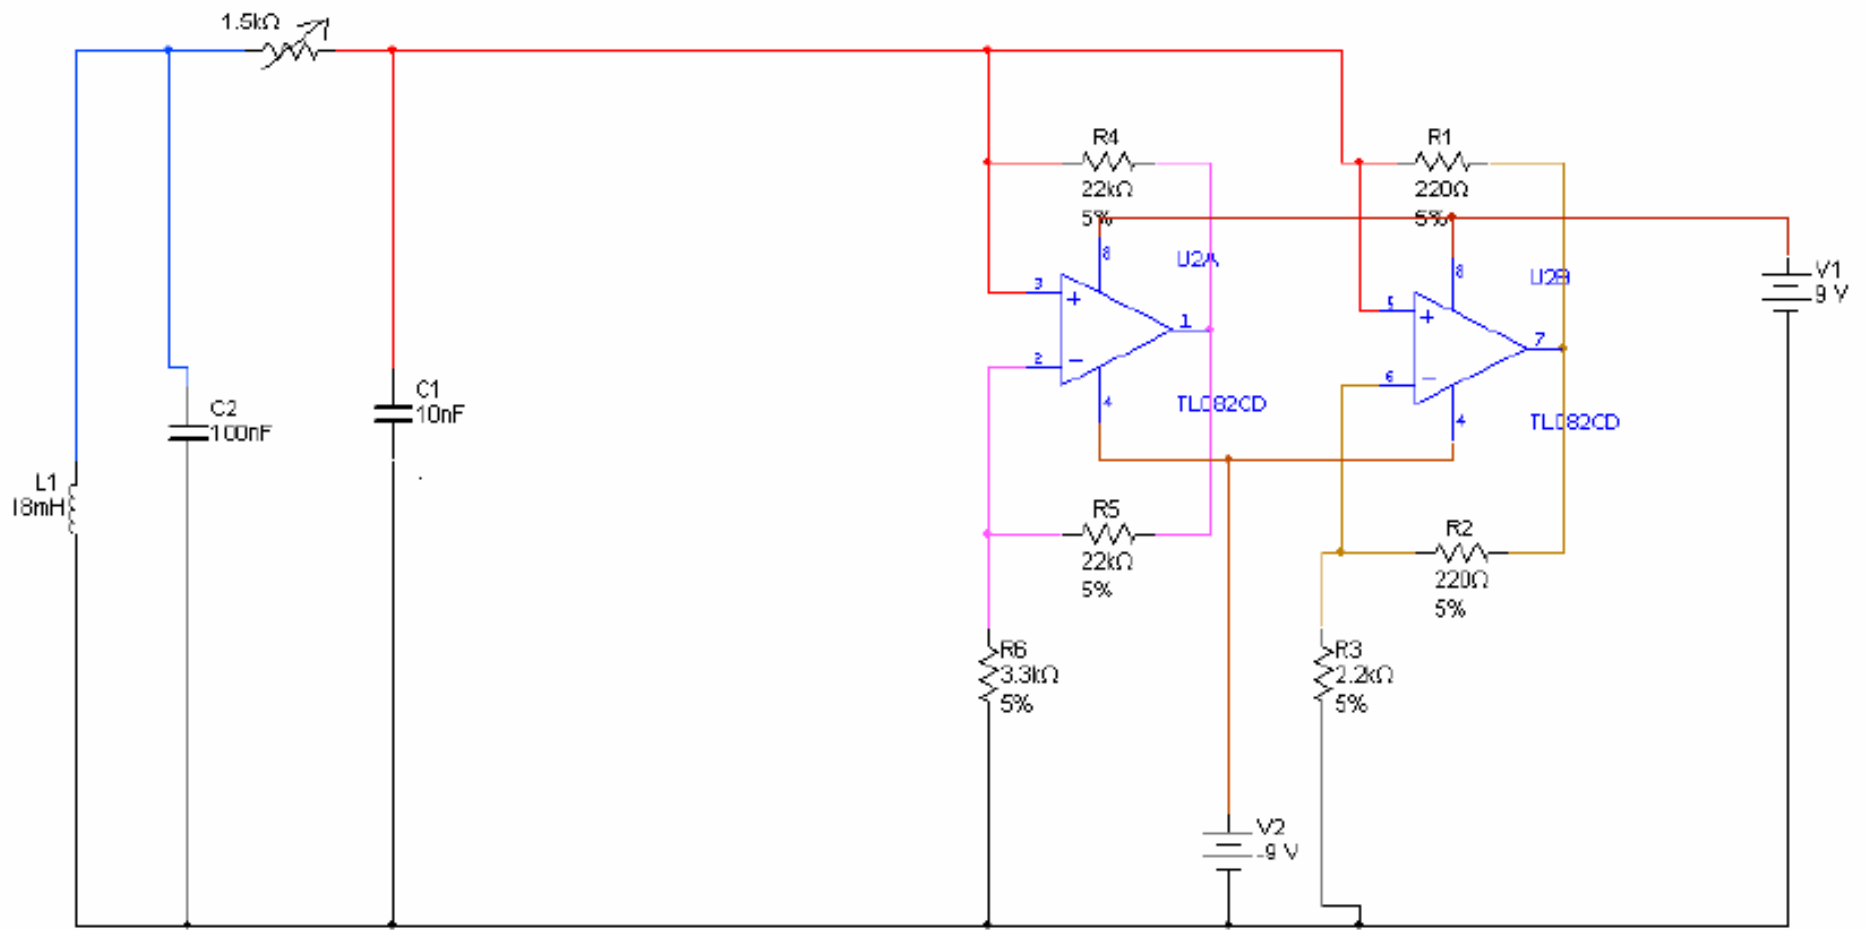 1.5kΩ
R4
22kΩ
5%
R1
220Ω
5%
8
U2A
3
+
1
2
−
4
TL082CD
8
U2B
5
+
7
6
−
4
TL082CD
V1
9 V
C2
100nF
C1
10nF
L1
18mH
R5
22kΩ
5%
R2
220Ω
5%
R6
3.3kΩ
5%
R3
2.2kΩ
5%
V2
-9 V